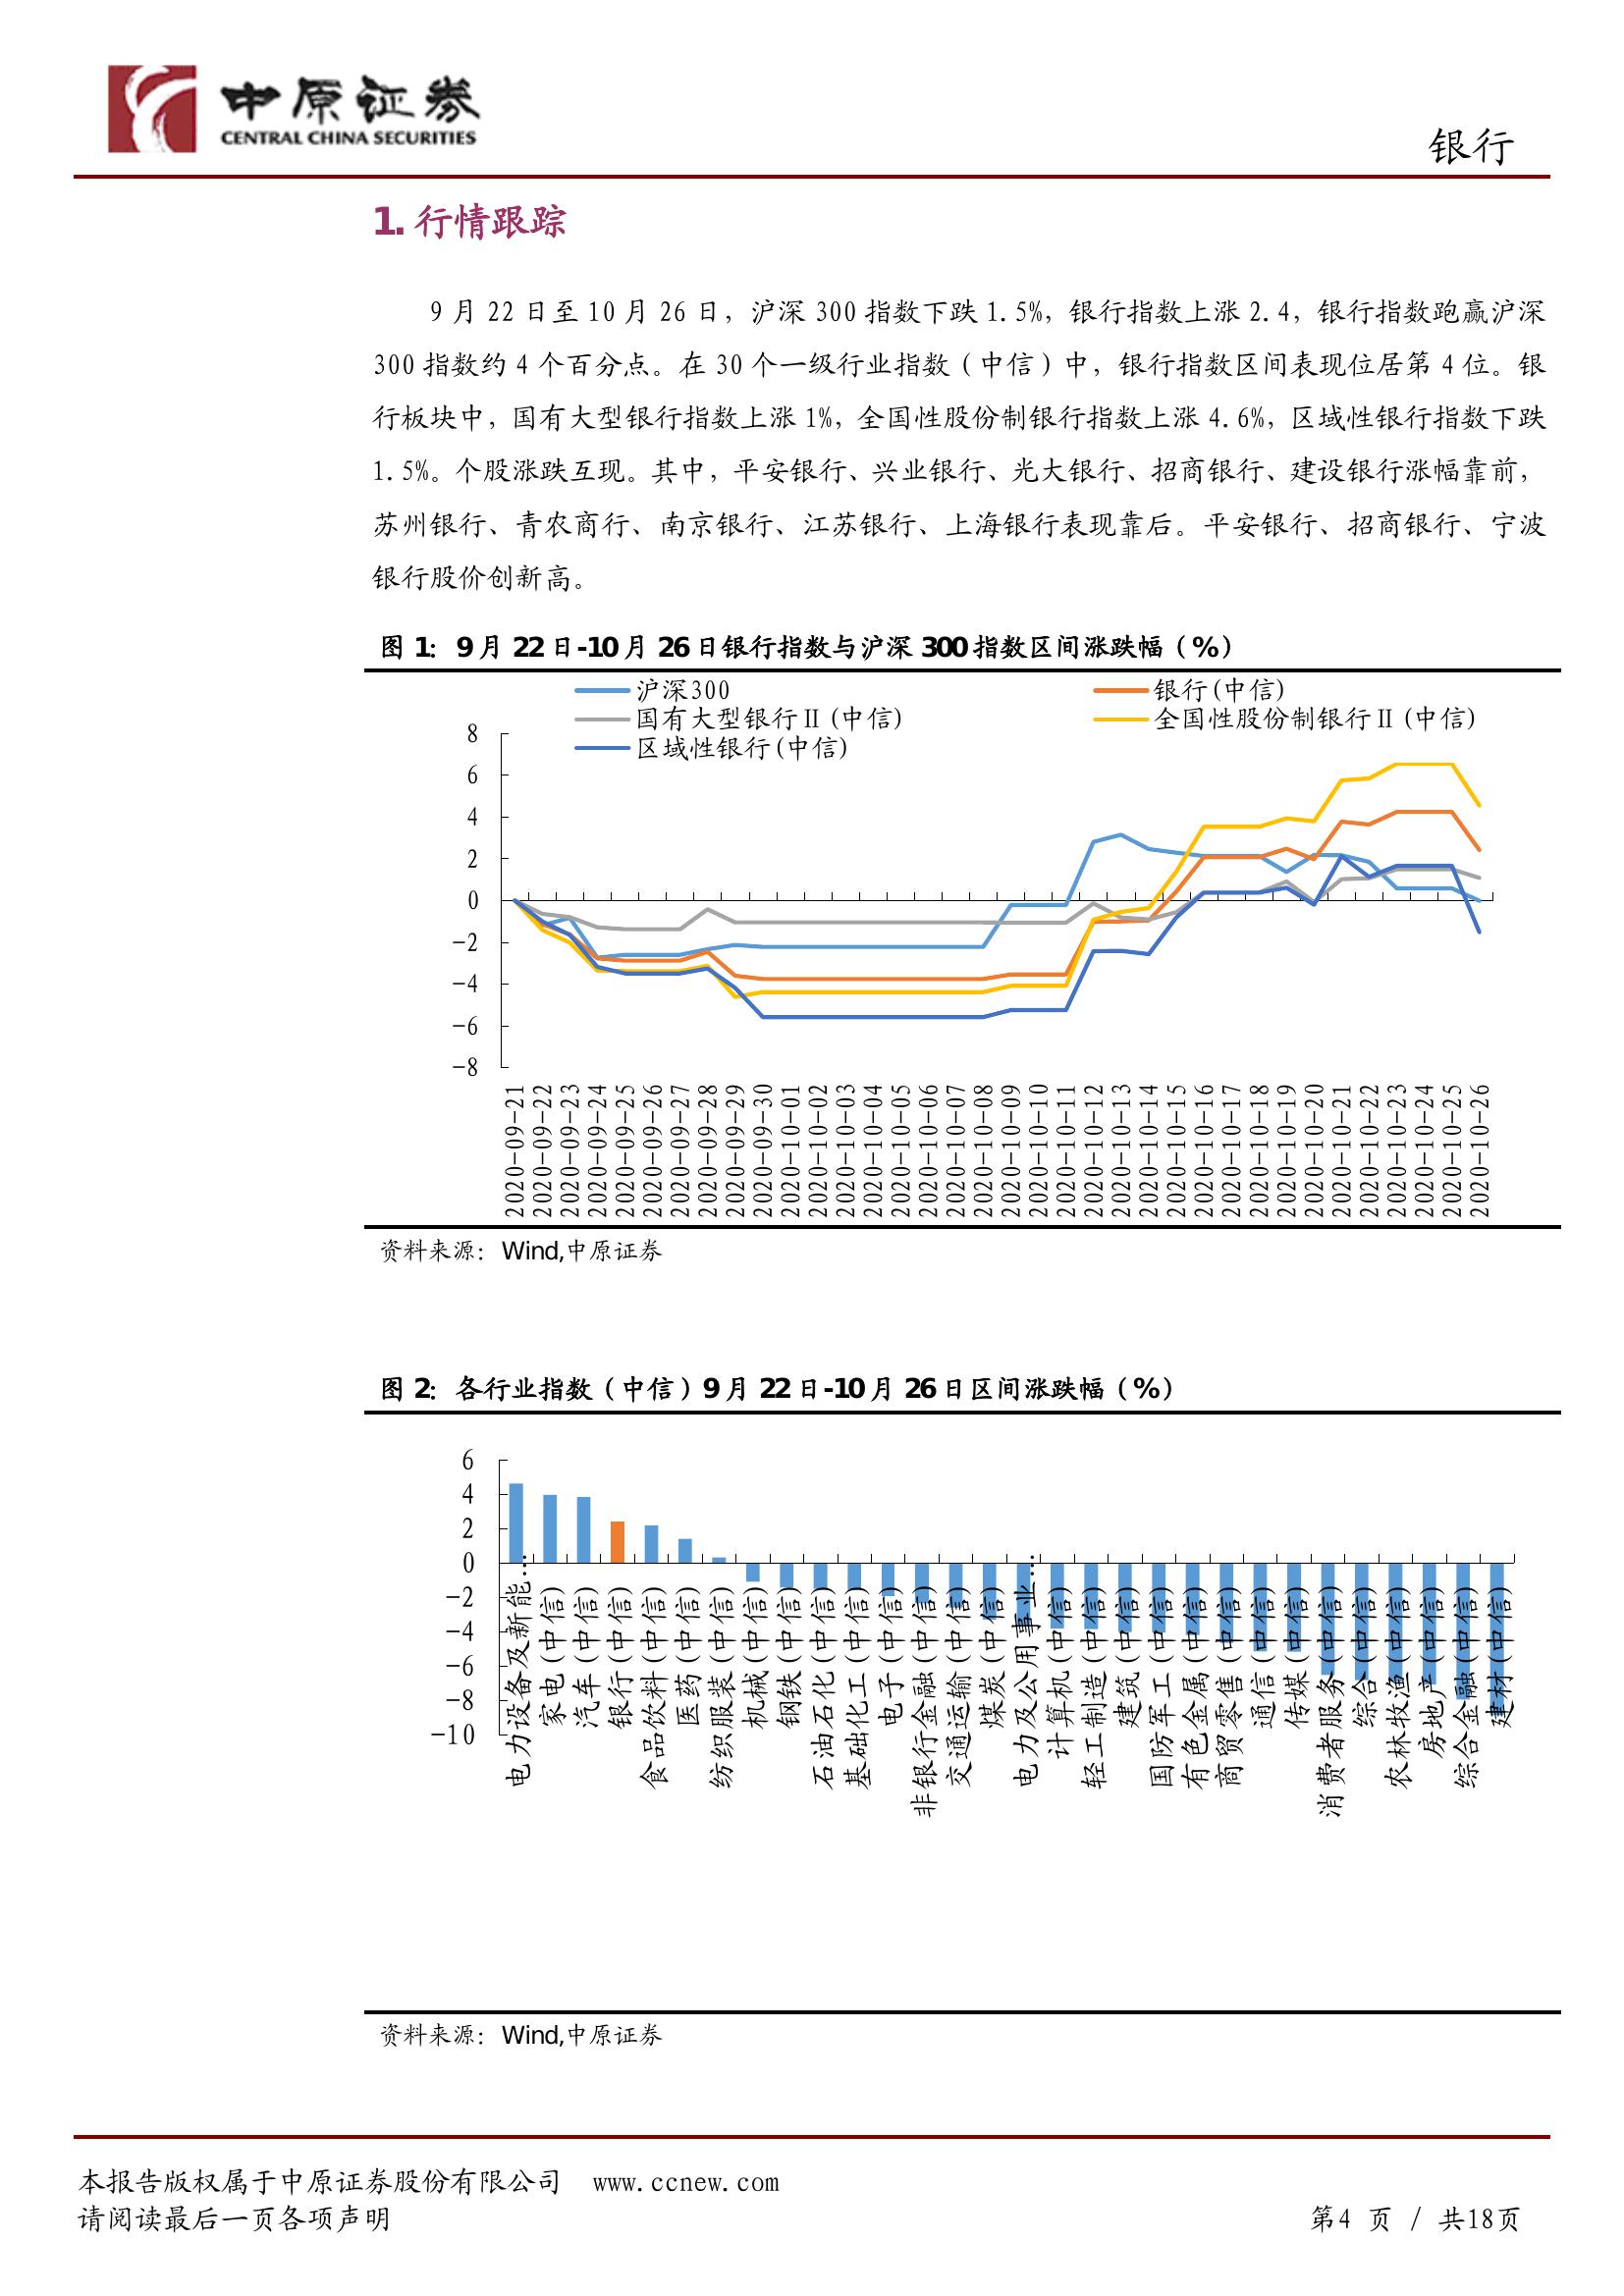 中原证券
CENTRAL CHINA SECURITIES
银行
1. 行情跟踪
9 月 22 日至 10 月 26 日，沪深 300 指数下跌 1.5%，银行指数上涨 2.4，银行指数跑赢沪深
300 指数约 4 个百分点。在 30 个一级行业指数（中信）中，银行指数区间表现位居第 4 位。银
行板块中，国有大型银行指数上涨 1%，全国性股份制银行指数上涨 4.6%，区域性银行指数下跌
1.5%。个股涨跌互现。其中，平安银行、兴业银行、光大银行、招商银行、建设银行涨幅靠前，
苏州银行、青农商行、南京银行、江苏银行、上海银行表现靠后。平安银行、招商银行、宁波
银行股价创新高。
图 1： 9 月 22 日-10 月 26 日银行指数与沪深 300 指数区间涨跌幅（%）
沪深300
银行(中信)
国有大型银行Ⅱ(中信)
全国性股份制银行Ⅱ(中信)
区域性银行(中信)
8
6
4
2
0
-2
-4
-6
-8
2020-09-21
2020-09-22
2020-09-23
2020-09-24
2020-09-25
2020-09-26
2020-09-27
2020-09-28
2020-09-29
2020-09-30
2020-10-01
2020-10-02
2020-10-03
2020-10-04
2020-10-05
2020-10-06
2020-10-07
2020-10-08
2020-10-09
2020-10-10
2020-10-11
2020-10-12
2020-10-13
2020-10-14
2020-10-15
2020-10-16
2020-10-17
2020-10-18
2020-10-19
2020-10-20
2020-10-21
2020-10-22
2020-10-23
2020-10-24
2020-10-25
2020-10-26
资料来源：Wind,中原证券
图 2： 各行业指数（中信）9 月 22 日-10 月 26 日区间涨跌幅（%）
6
4
2
0
-2
-4
-6
-8
-10
电力设备及新能…
家电(中信)
汽车(中信)
银行(中信)
食品饮料(中信)
医药(中信)
纺织服装(中信)
机械(中信)
钢铁(中信)
石油石化(中信)
基础化工(中信)
电子(中信)
非银行金融(中信)
交通运输(中信)
煤炭(中信)
电力及公用事业…
计算机(中信)
轻工制造(中信)
建筑(中信)
国防军工(中信)
有色金属(中信)
商贸零售(中信)
通信(中信)
传媒(中信)
消费者服务(中信)
综合(中信)
农林牧渔(中信)
房地产(中信)
综合金融(中信)
建材(中信)
资料来源：Wind,中原证券
本报告版权属于中原证券股份有限公司 www.ccnew.com
请阅读最后一页各项声明
第4 页 / 共18页